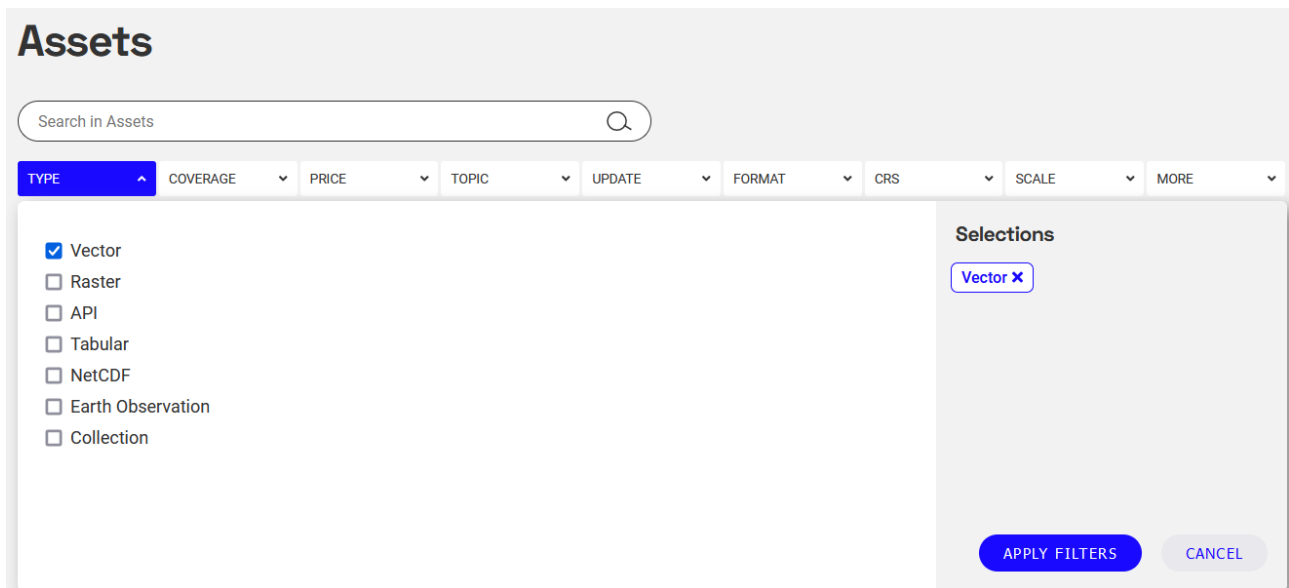 Assets
Search in Assets
TYPE COVERAGE PRICE TOPIC UPDATE FORMAT CRS SCALE MORE
Vector
Raster
API
Tabular
NetCDF
Earth Observation
Collection
Selections
Vector
APPLY FILTERS CANCEL